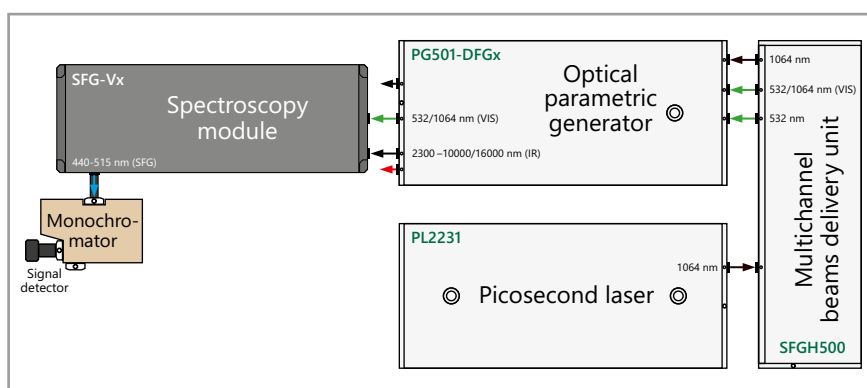 SFG-Vx
Spectroscopy
module
440-515 nm (SFG)
Monochro-
mator
Signal
detector
PG501-DFGx
Optical
parametric
generator
532/1064 nm (VIS)
2300–10000/16000 nm (IR)
PL2231
1064 nm
Picosecond laser
1064 nm
532/1064 nm (VIS)
532 nm
Multichannel
beams delivery unit
SFGH500